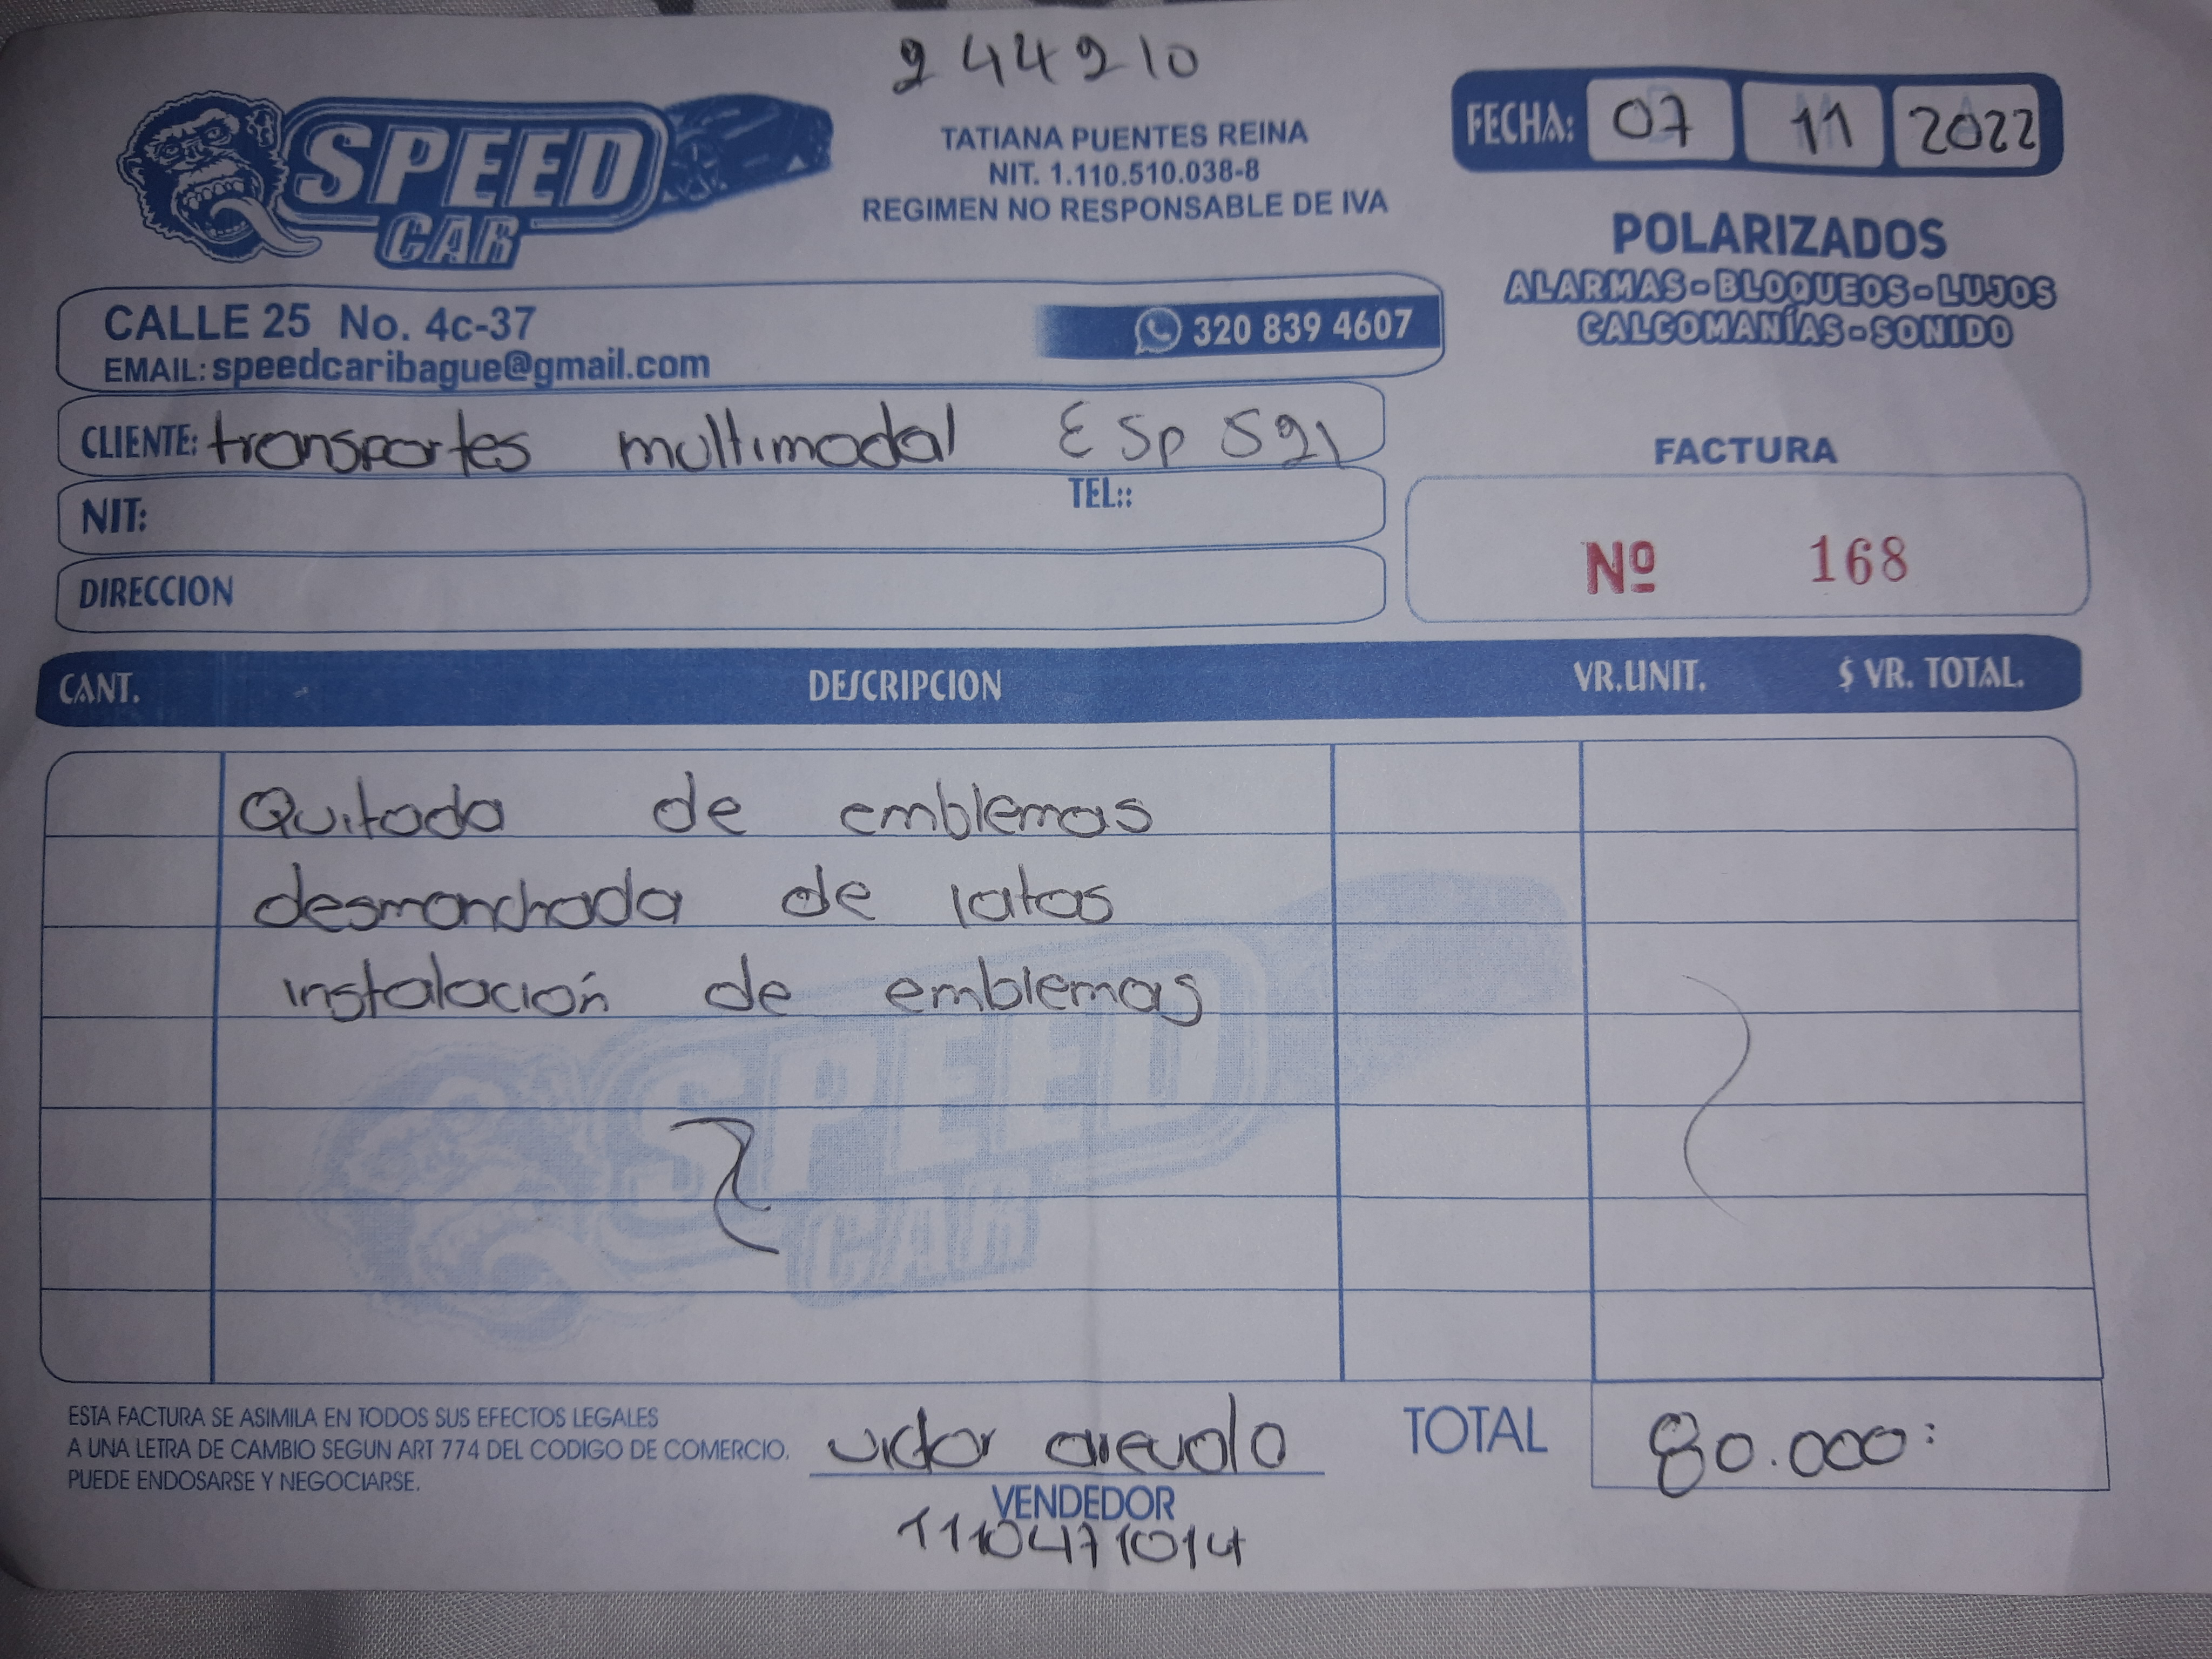 244210
SPEED
CAR
TATIANA PUENTES REINA
NIT. 1.110.510.038-8
REGIMEN NO RESPONSABLE DE IVA
FECHA: 07 11 2022
POLARIZADOS
ALARMAS - BLOQUEOS - LUJOS
CALCOMANÍAS - SONIDO
CALLE 25 No. 4c-37
EMAIL: speedcaribague@gmail.com
320 839 4607
CLIENTE: transportes multimodal ESP 521
NIT: TEL::
DIRECCION
FACTURA
Nº 168
CANT. DESCRIPCION VR.UNIT. $ VR. TOTAL.
Quitada de emblemas
desmanchada de latas
instalación de emblemas
SPEED
CAR
ESTA FACTURA SE ASIMILA EN TODOS SUS EFECTOS LEGALES
A UNA LETRA DE CAMBIO SEGUN ART 774 DEL CODIGO DE COMERCIO.
PUEDE ENDOSARSE Y NEGOCIARSE.
victor arevalo
VENDEDOR
1110471014
TOTAL 80.000: